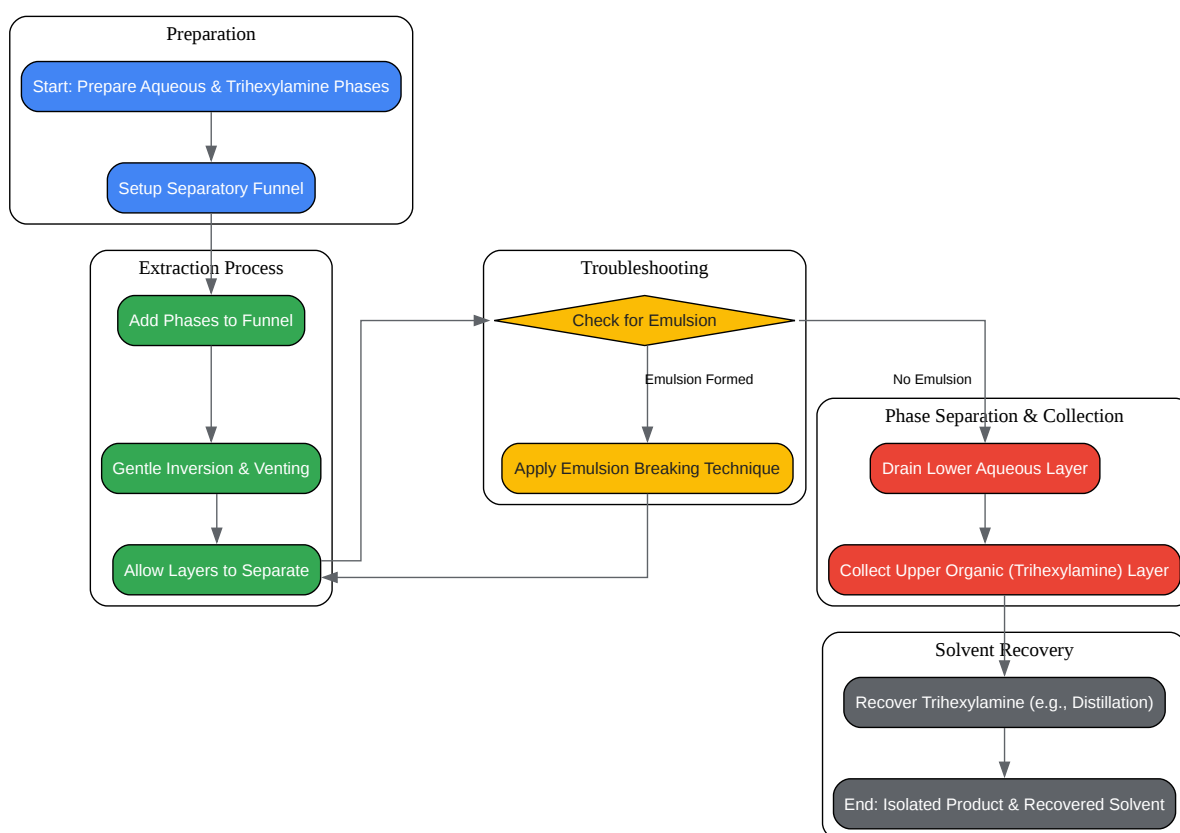 Preparation
Start: Prepare Aqueous & Trihexylamine Phases
Setup Separatory Funnel
Extraction Process
Add Phases to Funnel
Gentle Inversion & Venting
Allow Layers to Separate
Troubleshooting
Check for Emulsion
Emulsion Formed
No Emulsion
Apply Emulsion Breaking Technique
Phase Separation & Collection
Drain Lower Aqueous Layer
Collect Upper Organic (Trihexylamine) Layer
Solvent Recovery
Recover Trihexylamine (e.g., Distillation)
End: Isolated Product & Recovered Solvent